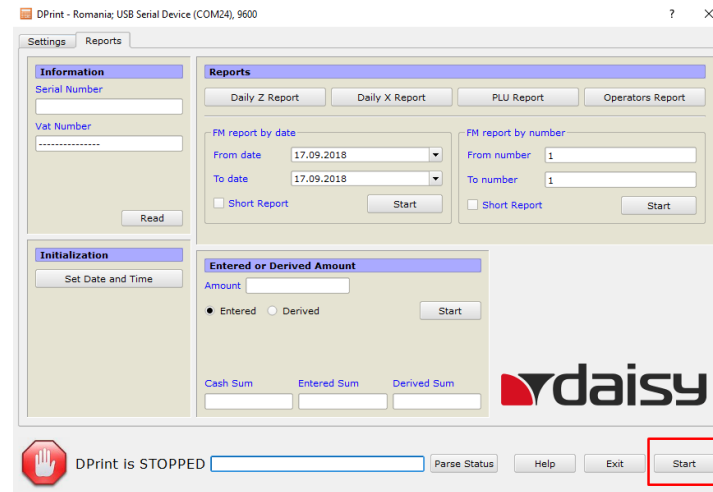 DPrint - Romania; USB Serial Device (COM24), 9600
Settings Reports
Information
Serial Number
Vat Number
---------------
Read
Initialization
Set Date and Time
Reports
Daily Z Report Daily X Report PLU Report Operators Report
FM report by date
From date 17.09.2018
To date 17.09.2018
Short Report Start
FM report by number
From number 1
To number 1
Short Report Start
Entered or Derived Amount
Amount
Entered Derived Start
Cash Sum Entered Sum Derived Sum
daisy
DPrint is STOPPED Parse Status Help Exit Start